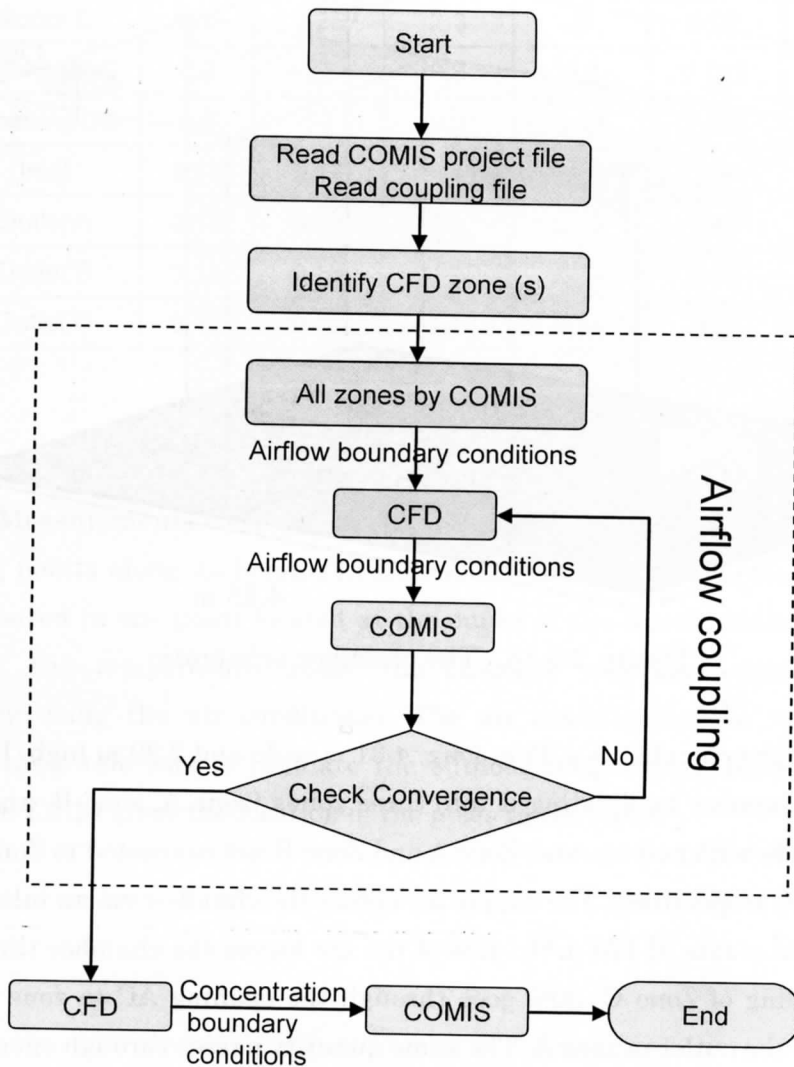 Start
Read COMIS project file
Read coupling file
Identify CFD zone (s)
All zones by COMIS
Airflow boundary conditions
CFD
Airflow boundary conditions
COMIS
Airflow coupling
Yes
No
Check Convergence
CFD
Concentration
boundary
conditions
COMIS
End